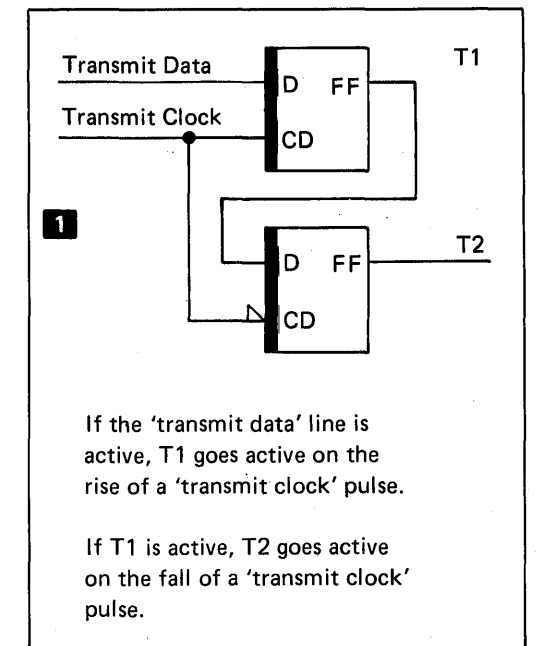 Transmit Data
T1
D FF
Transmit Clock
CD
1
T2
D FF
CD
If the ‘transmit data’ line is
active, T1 goes active on the
rise of a ‘transmit clock’ pulse.
If T1 is active, T2 goes active
on the fall of a ‘transmit clock’
pulse.